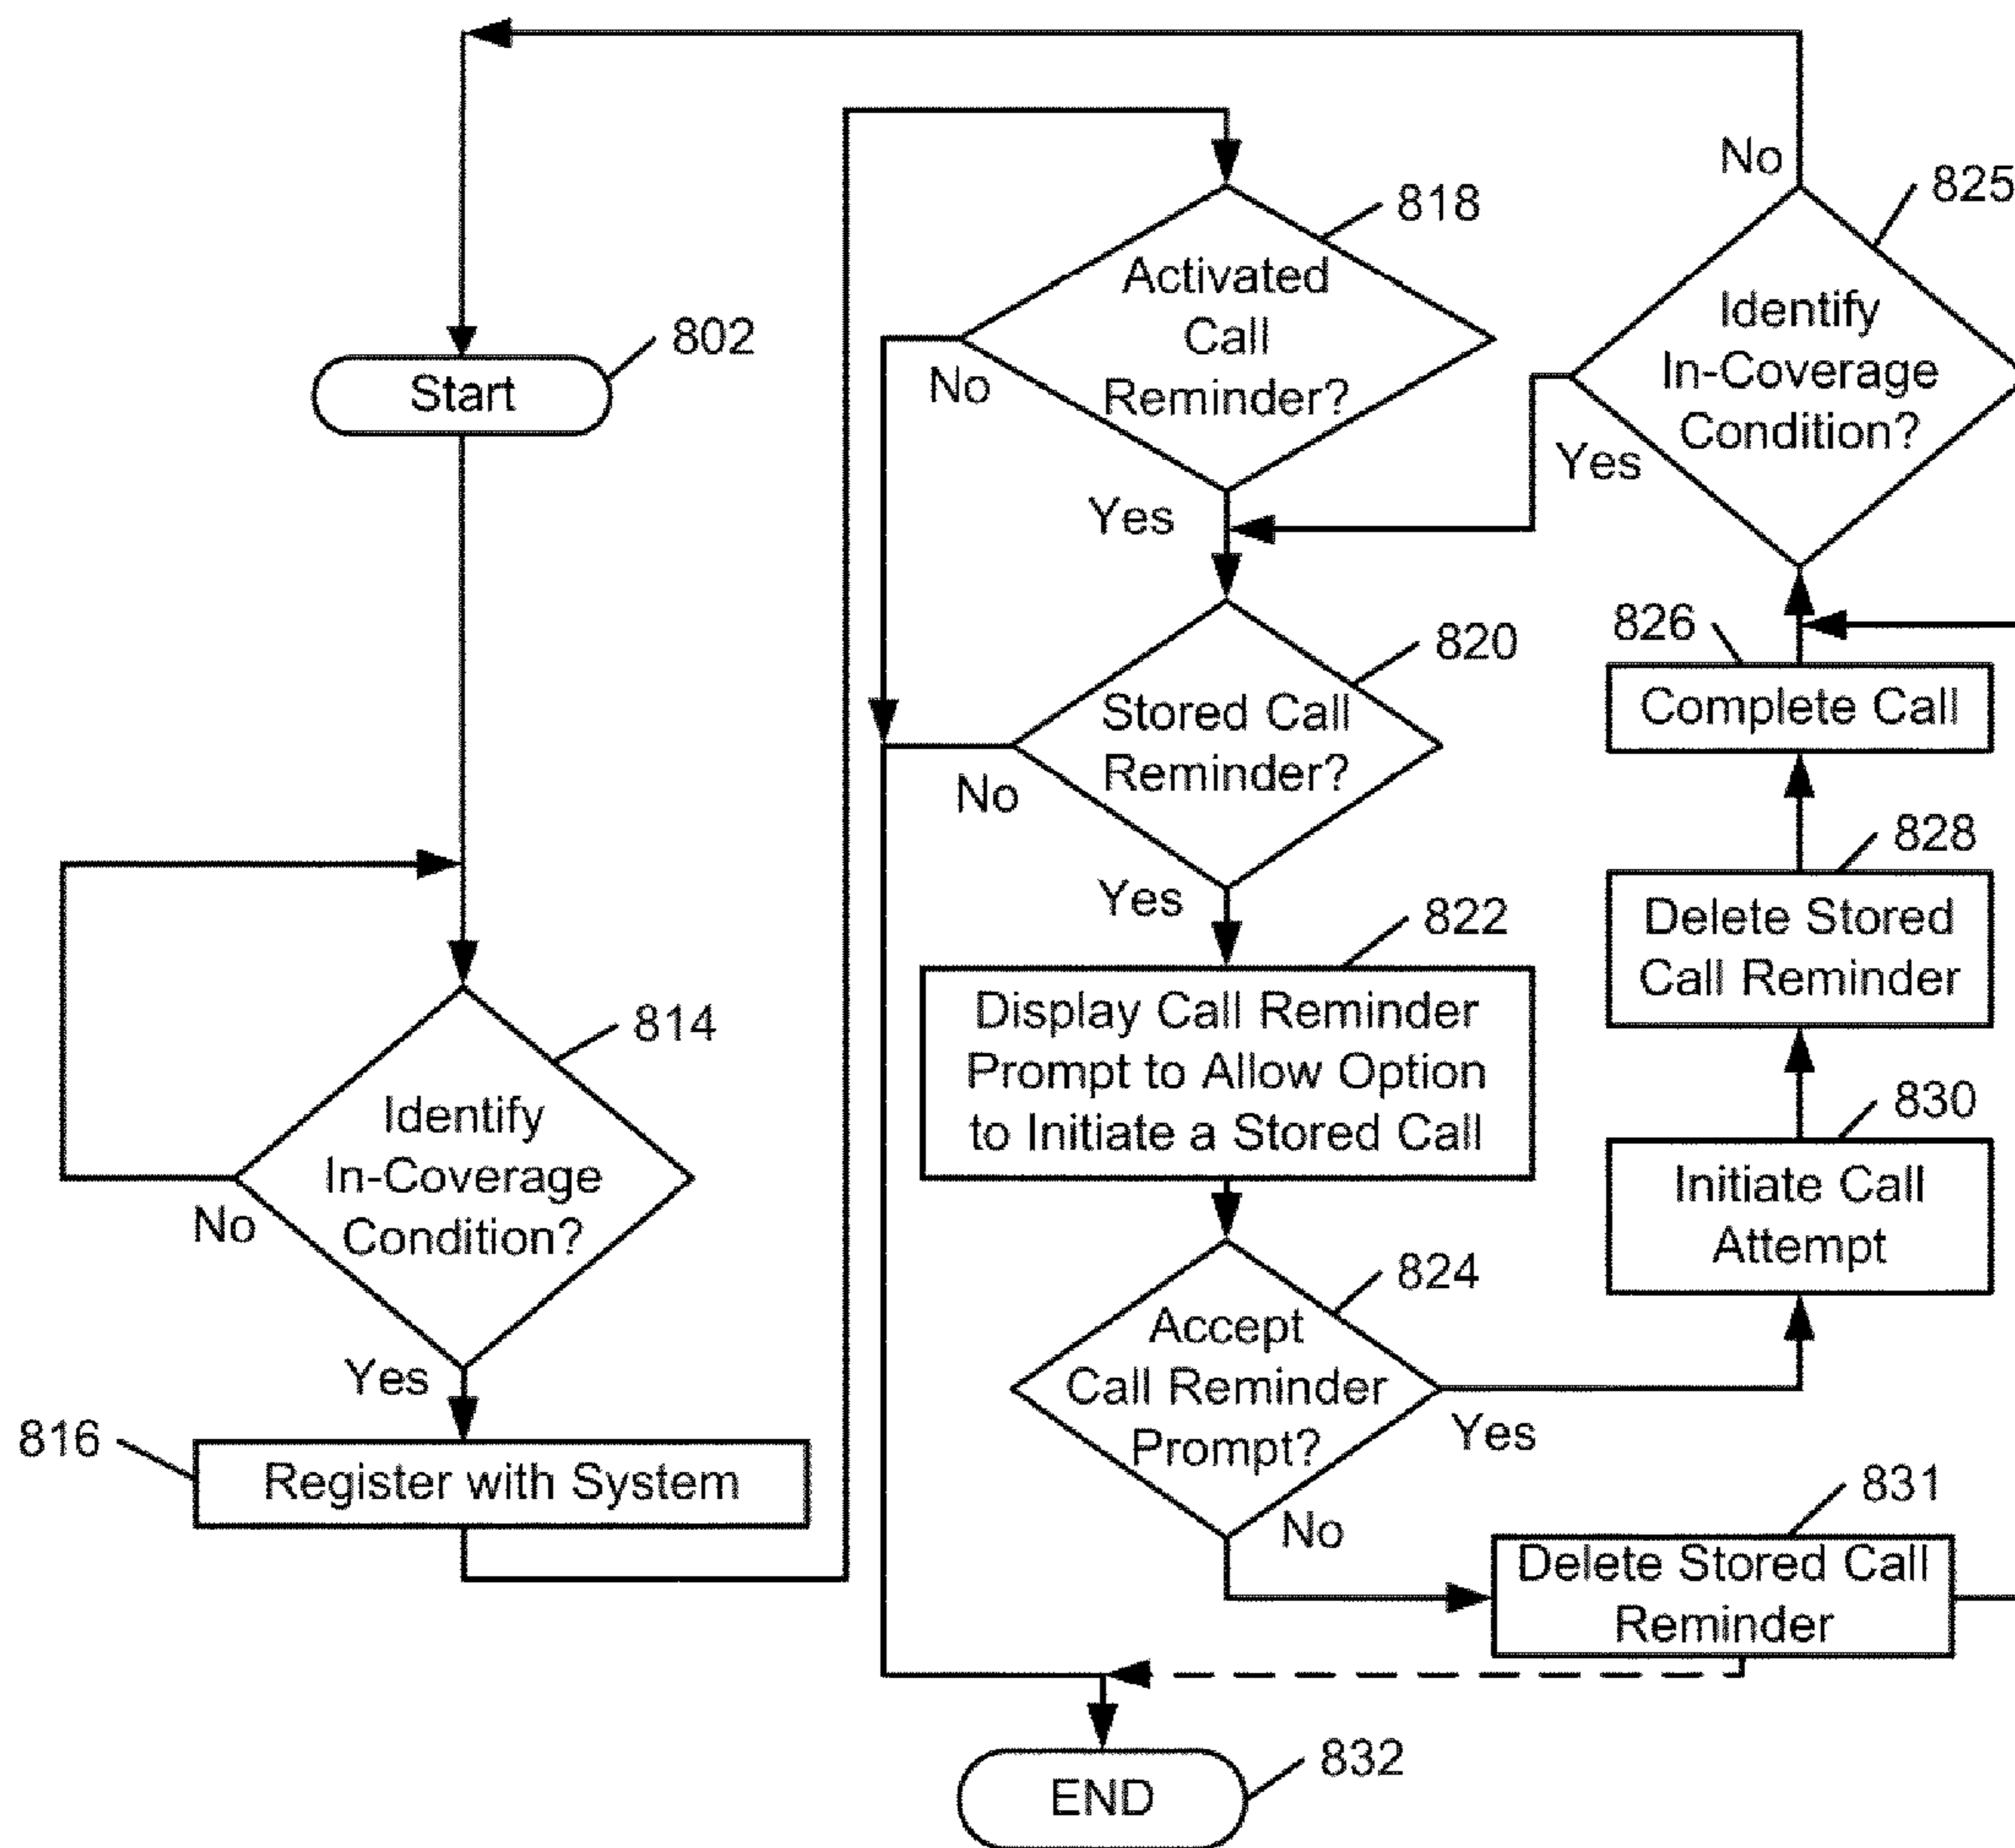 802
Start
814
Identify
In-Coverage
Condition?
No
Yes
816
Register with System
818
Activated
Call
Reminder?
No
Yes
820
Stored Call
Reminder?
No
Yes
822
Display Call Reminder
Prompt to Allow Option
to Initiate a Stored Call
824
Accept
Call Reminder
Prompt?
Yes
No
831
Delete Stored Call
Reminder
830
Initiate Call
Attempt
828
Delete Stored
Call Reminder
826
Complete Call
825
Identify
In-Coverage
Condition?
No
Yes
832
END